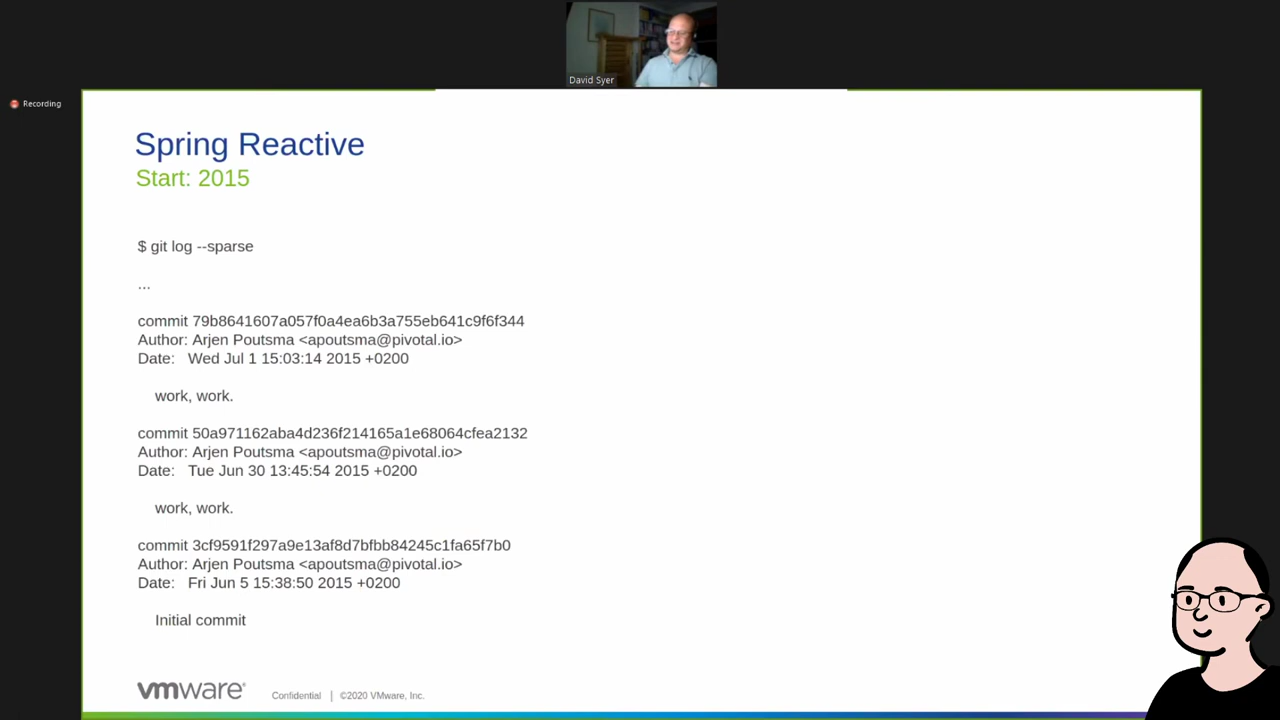 David Syer
Recording
Spring Reactive
Start: 2015
$ git log --sparse
...
commit 79b8641607a057f0a4ea6b3a755eb641c9f6f344
Author: Arjen Poutsma <apoutsma@pivotal.io>
Date: Wed Jul 1 15:03:14 2015 +0200
work, work.
commit 50a971162aba4d236f214165a1e68064cfea2132
Author: Arjen Poutsma <apoutsma@pivotal.io>
Date: Tue Jun 30 13:45:54 2015 +0200
work, work.
commit 3cf9591f297a9e13af8d7bfbb84245c1fa65f7b0
Author: Arjen Poutsma <apoutsma@pivotal.io>
Date: Fri Jun 5 15:38:50 2015 +0200
Initial commit
vmware® Confidential | ©2020 VMware, Inc.